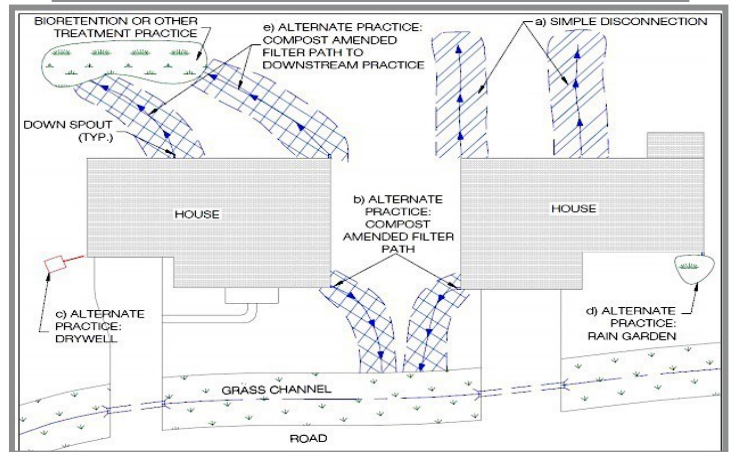 BIORETENTION OR OTHER
TREATMENT PRACTICE
e) ALTERNATE PRACTICE:
COMPOST AMENDED
FILTER PATH TO
DOWNSTREAM PRACTICE
a) SIMPLE DISCONNECTION
DOWN SPOUT
(TYP.)
HOUSE
HOUSE
b) ALTERNATE
PRACTICE:
COMPOST
AMENDED FILTER
PATH
c) ALTERNATE
PRACTICE:
DRYWELL
d) ALTERNATE
PRACTICE:
RAIN GARDEN
GRASS CHANNEL
ROAD